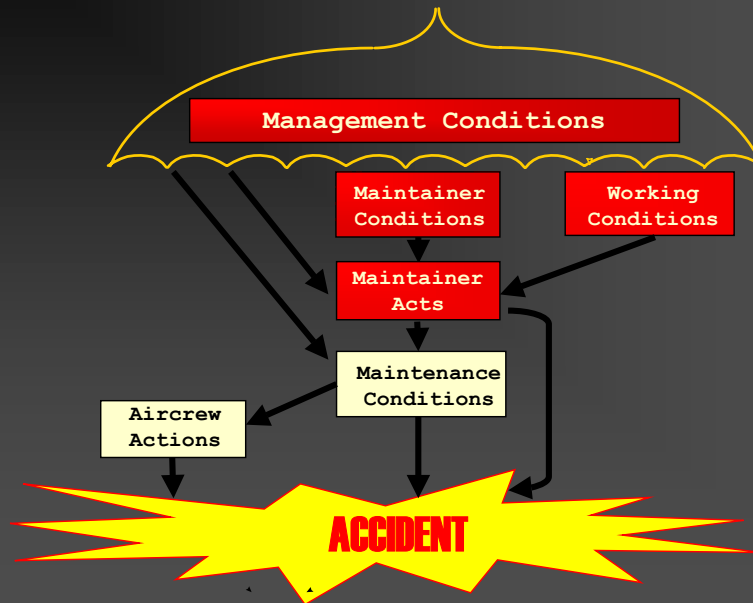 Management Conditions
Maintainer
Conditions
Working
Conditions
Maintainer
Acts
Maintenance
Conditions
Aircrew
Actions
ACCIDENT